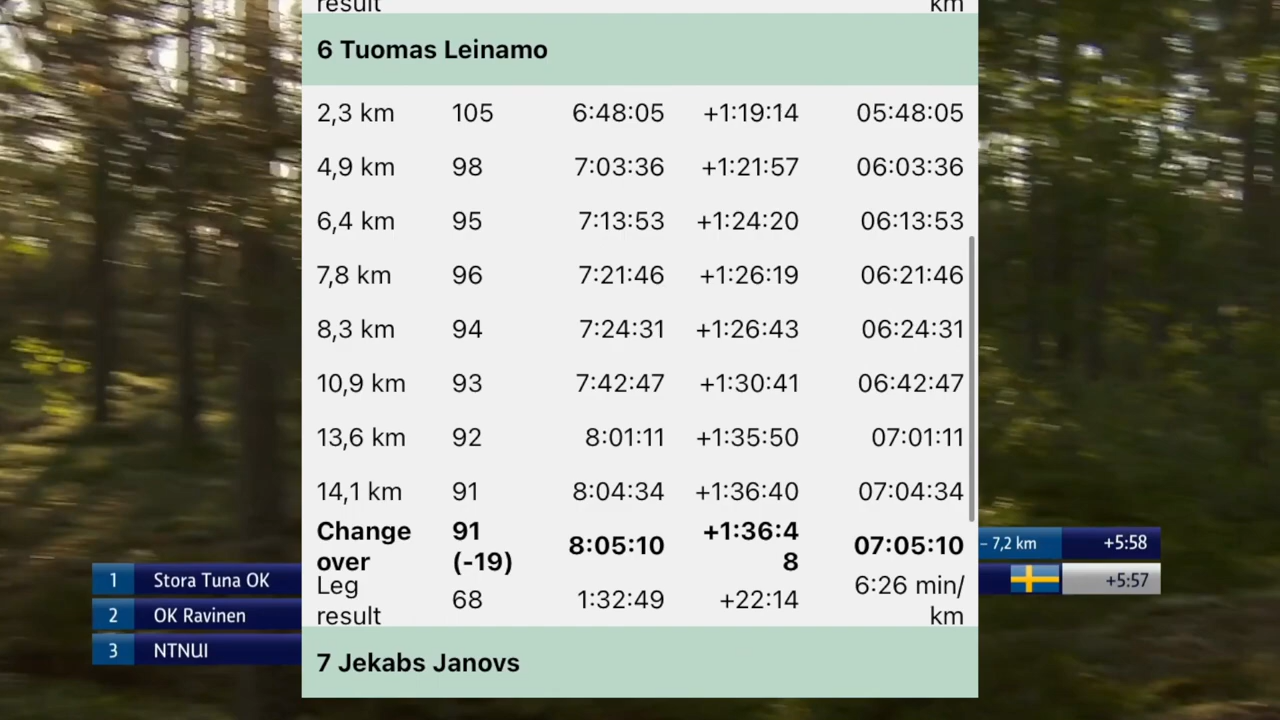 result km
6 Tuomas Leinamo
2,3 km 105 6:48:05 +1:19:14 05:48:05
4,9 km 98 7:03:36 +1:21:57 06:03:36
6,4 km 95 7:13:53 +1:24:20 06:13:53
7,8 km 96 7:21:46 +1:26:19 06:21:46
8,3 km 94 7:24:31 +1:26:43 06:24:31
10,9 km 93 7:42:47 +1:30:41 06:42:47
13,6 km 92 8:01:11 +1:35:50 07:01:11
14,1 km 91 8:04:34 +1:36:40 07:04:34
Change 91 +1:36:4
8:05:10 07:05:10
over (-19) 8
Leg 6:26 min/
68 1:32:49 +22:14
result km
7 Jekabs Janovs
1 Stora Tuna OK
2 OK Ravinen
3 NTNUI
– 7,2 km +5:58
+5:57